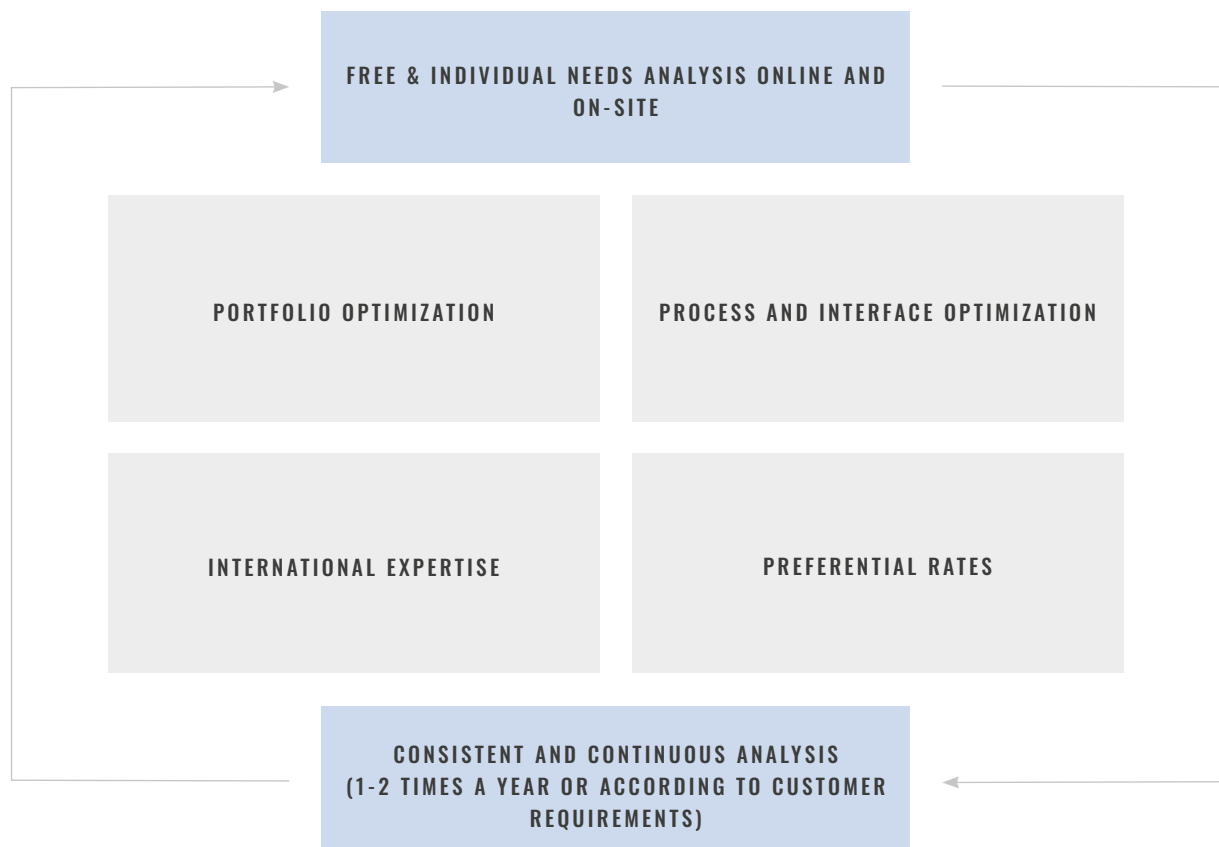 FREE & INDIVIDUAL NEEDS ANALYSIS ONLINE AND
ON-SITE
PORTFOLIO OPTIMIZATION
PROCESS AND INTERFACE OPTIMIZATION
INTERNATIONAL EXPERTISE
PREFERENTIAL RATES
CONSISTENT AND CONTINUOUS ANALYSIS
(1-2 TIMES A YEAR OR ACCORDING TO CUSTOMER
REQUIREMENTS)